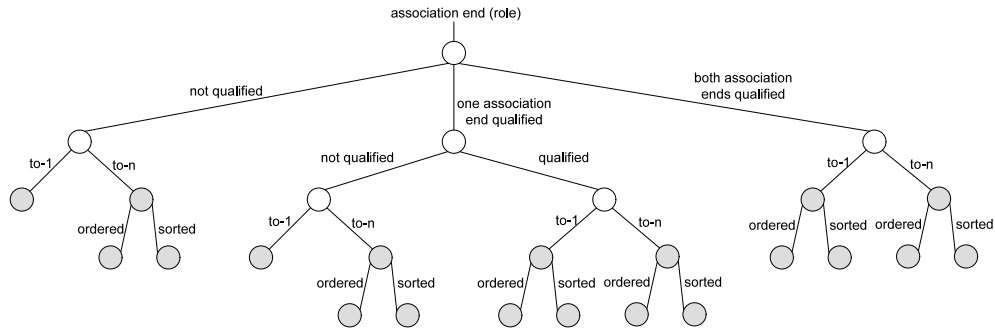 association end (role)
not qualified
one association
end qualified
both association
ends qualified
not qualified
qualified
to-1
to-n
to-1
to-n
to-1
to-n
to-1
to-n
ordered
sorted
ordered
sorted
ordered
sorted
ordered
sorted
ordered
sorted
ordered
sorted